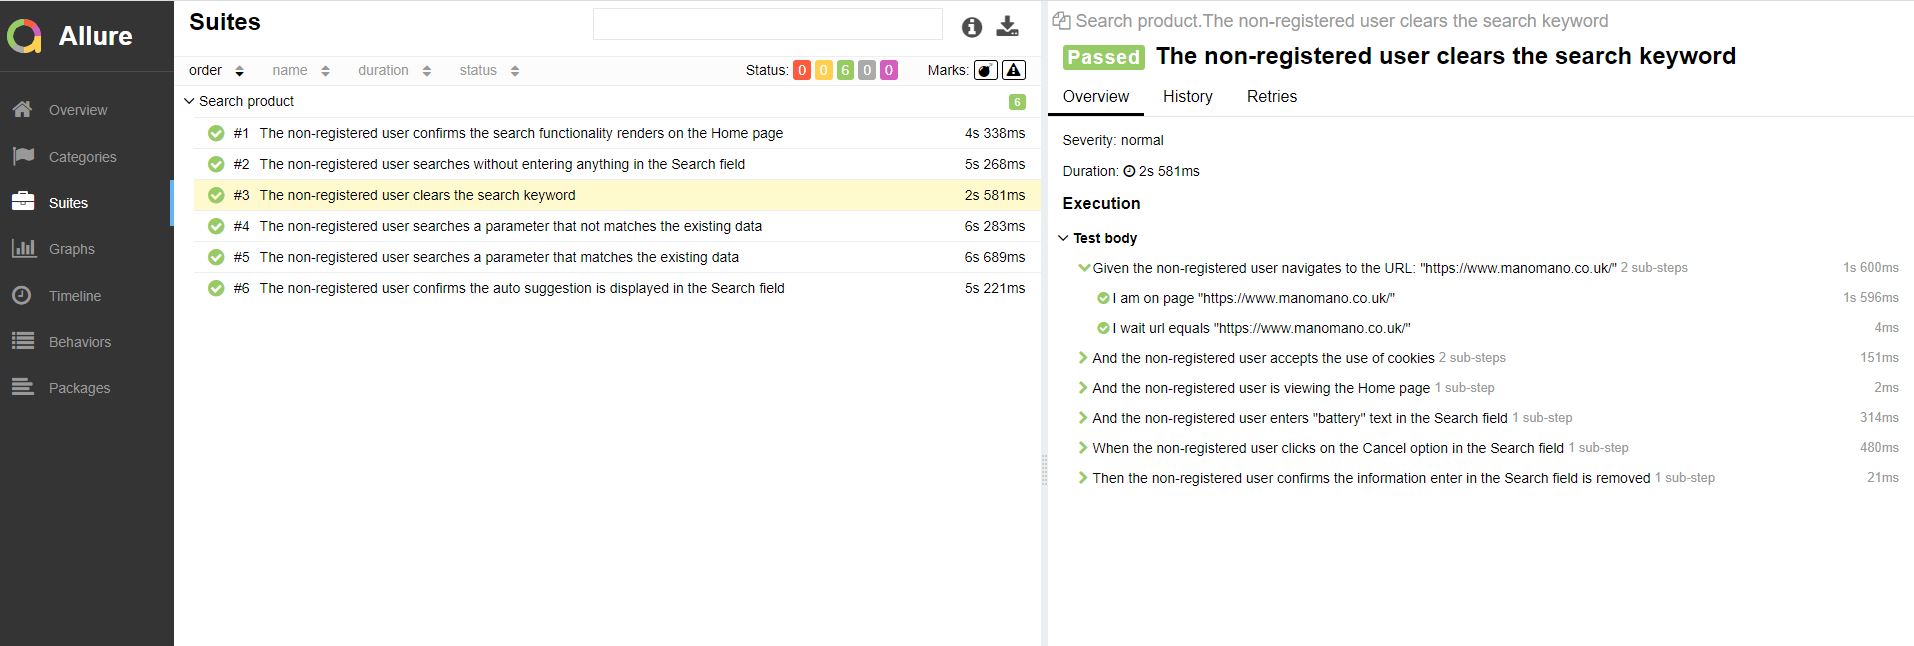 Allure
Overview
Categories
Suites
Graphs
Timeline
Behaviors
Packages
Suites
order name duration status Status: 0 0 6 0 0 Marks:
Search product 6
#1 The non-registered user confirms the search functionality renders on the Home page 4s 338ms
#2 The non-registered user searches without entering anything in the Search field 5s 268ms
#3 The non-registered user clears the search keyword 2s 581ms
#4 The non-registered user searches a parameter that not matches the existing data 6s 283ms
#5 The non-registered user searches a parameter that matches the existing data 6s 689ms
#6 The non-registered user confirms the auto suggestion is displayed in the Search field 5s 221ms
Search product.The non-registered user clears the search keyword
Passed The non-registered user clears the search keyword
Overview History Retries
Severity: normal
Duration: 2s 581ms
Execution
Test body
Given the non-registered user navigates to the URL: "https://www.manomano.co.uk/" 2 sub-steps 1s 600ms
I am on page "https://www.manomano.co.uk/" 1s 596ms
I wait url equals "https://www.manomano.co.uk/" 4ms
And the non-registered user accepts the use of cookies 2 sub-steps 151ms
And the non-registered user is viewing the Home page 1 sub-step 2ms
And the non-registered user enters "battery" text in the Search field 1 sub-step 314ms
When the non-registered user clicks on the Cancel option in the Search field 1 sub-step 480ms
Then the non-registered user confirms the information enter in the Search field is removed 1 sub-step 21ms